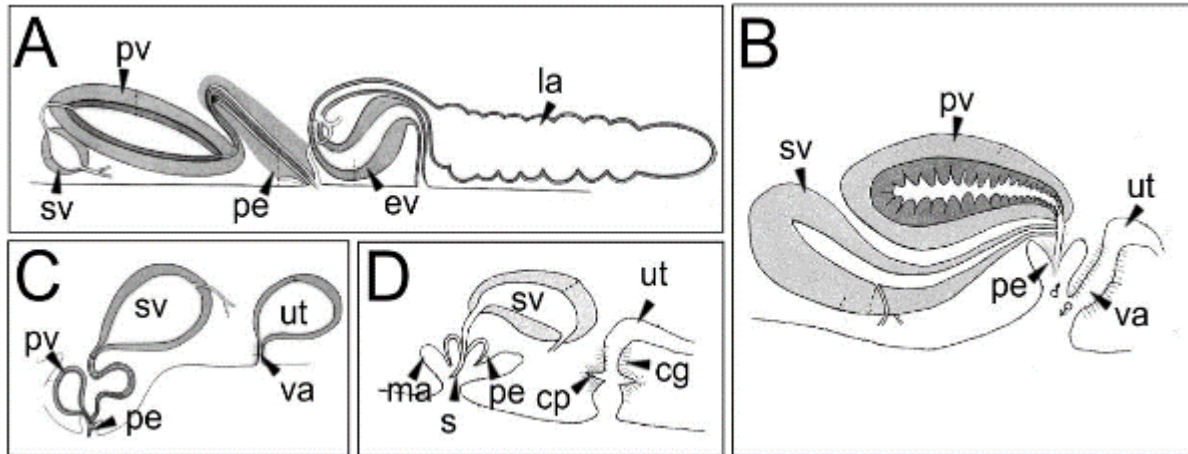 A
pv
la
sv
pe
ev
B
pv
sv
ut
pe
♂
♀
va
C
sv
ut
pv
va
pe
D
ut
sv
ma
pe
cp
cg
s